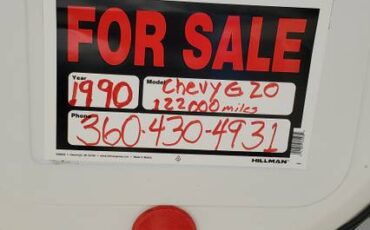 FOR SALE
Year
1990
Model
Chevy G20
122000 miles
Phone
360-430-4931
HILLMAN